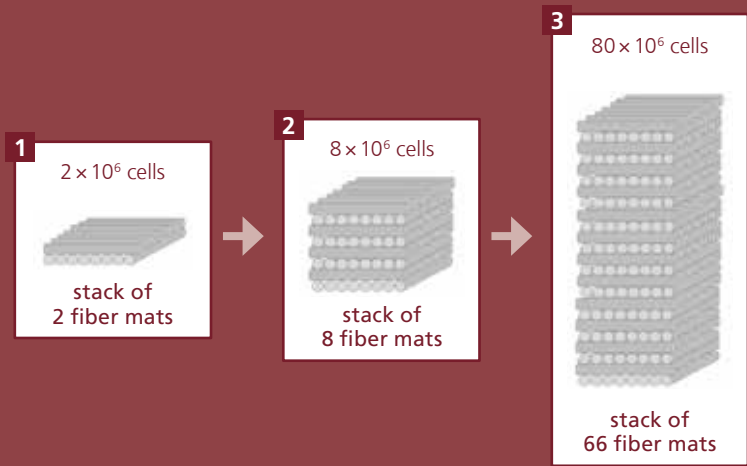 1
2 × 10⁶ cells
stack of
2 fiber mats
2
8 × 10⁶ cells
stack of
8 fiber mats
3
80 × 10⁶ cells
stack of
66 fiber mats